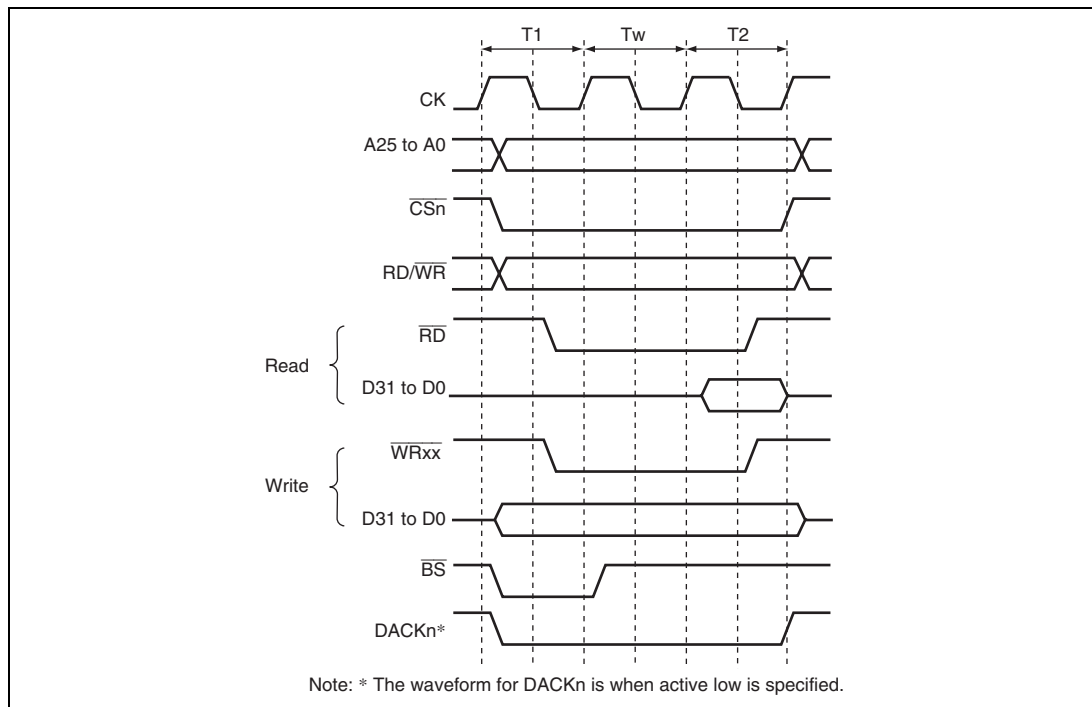 T1 Tw T2
CK
A25 to A0
CSn
RD/WR
RD
Read
D31 to D0
WRxx
Write
D31 to D0
BS
DACKn*
Note: * The waveform for DACKn is when active low is specified.